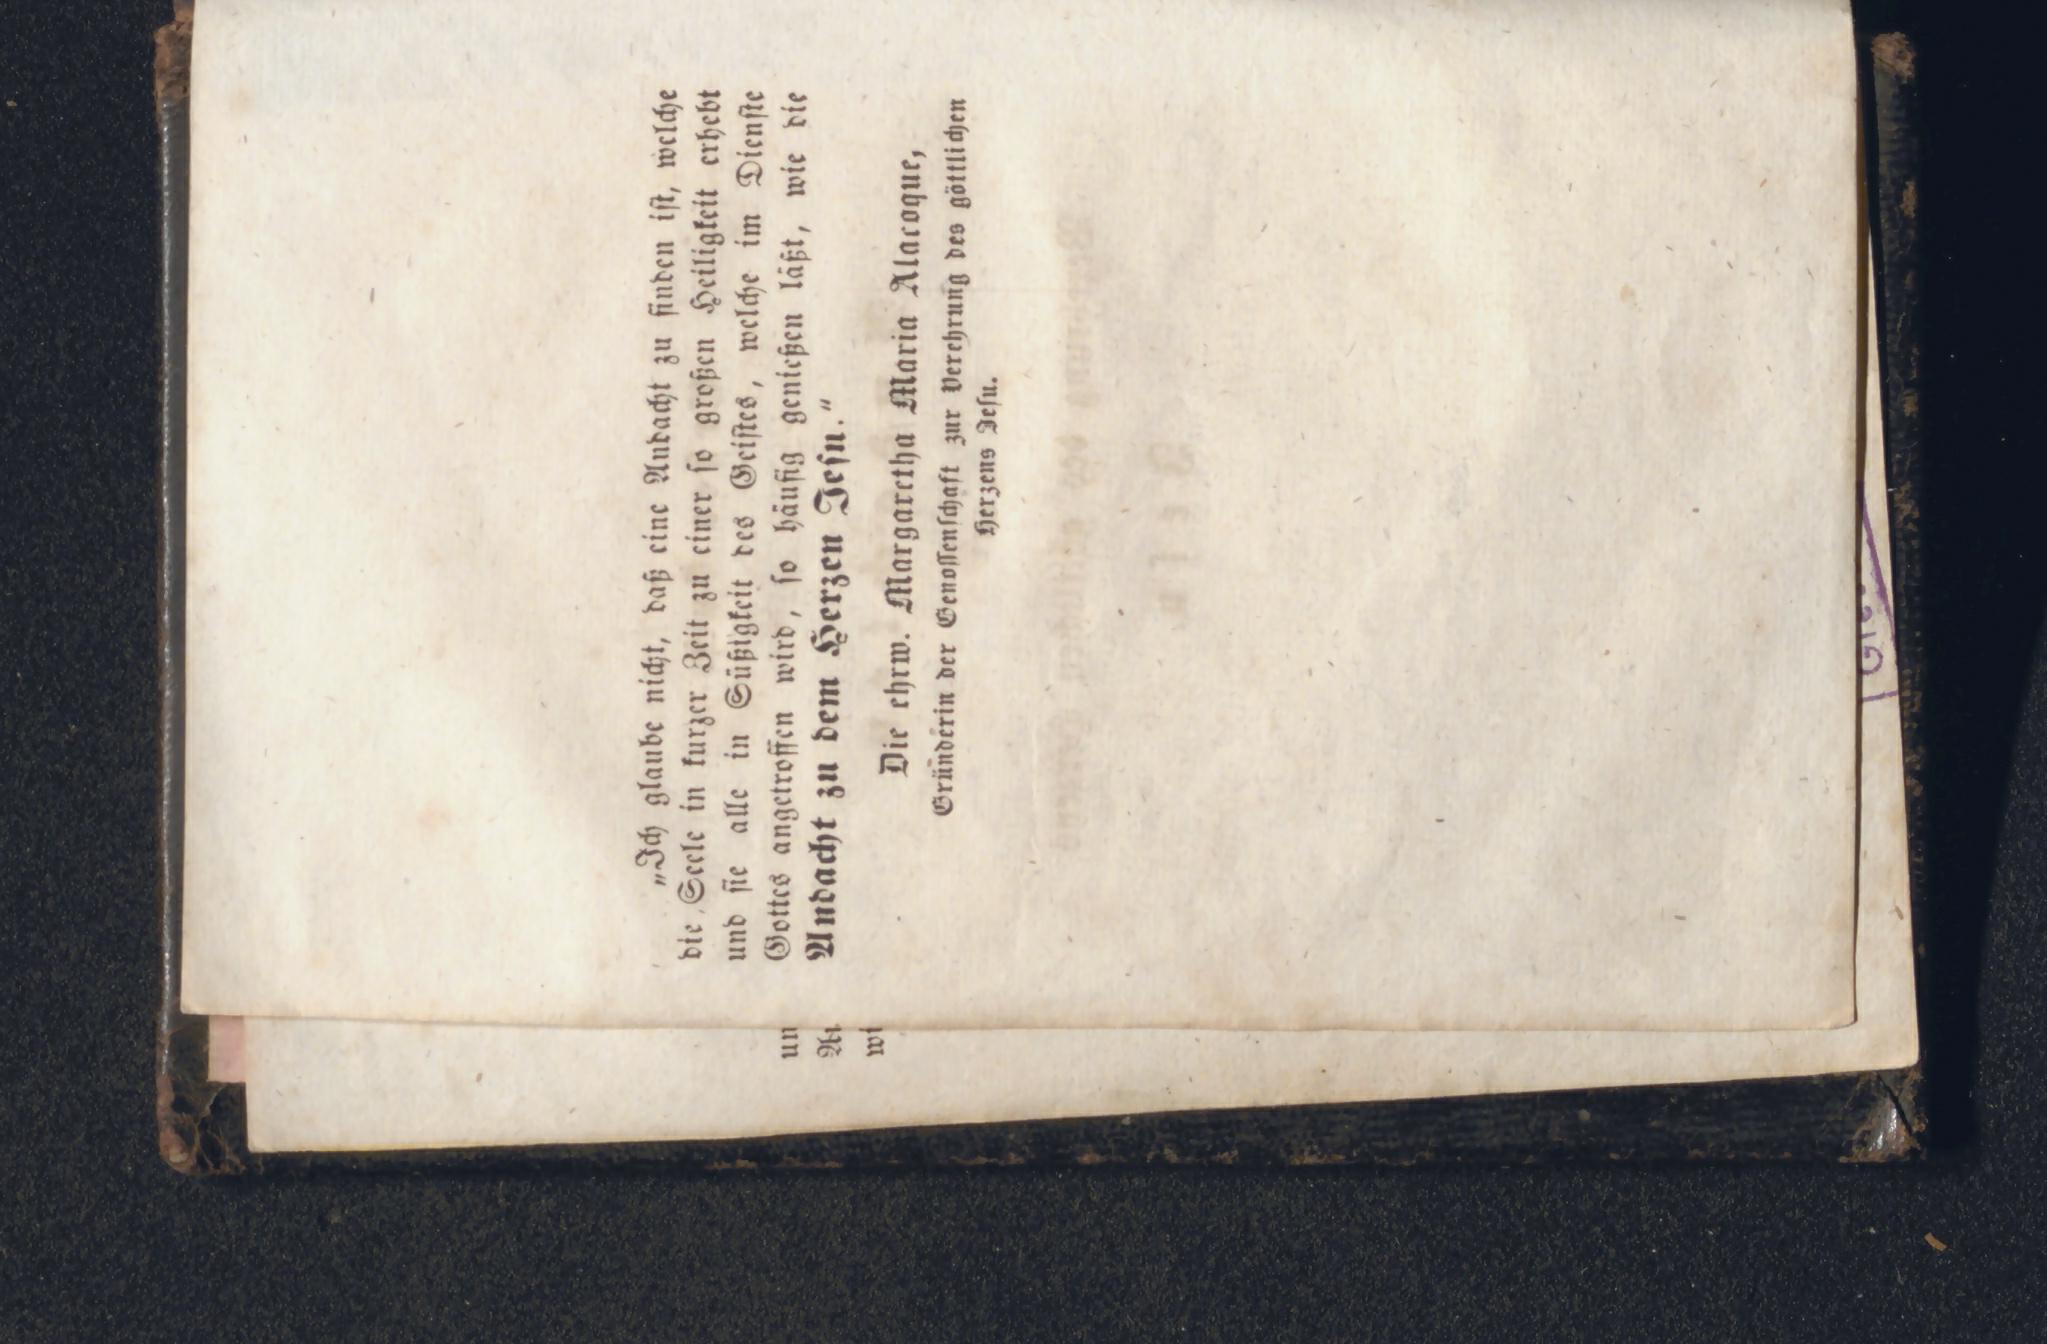 „Ich glaube nicht, daß eine Andacht zu finden ist, welche
die Seele in kurzer Zeit zu einer so großen Heiligkeit erhebt
und sie alle in Süßigkeit des Geistes, welche im Dienste
Gottes angetroffen wird, so häufig genießen läßt, wie die
Andacht zu dem Herzen Jesu.“
Die ehrw. Margaretha Maria Alacoque,
Gründerin der Genossenschaft zur Verehrung des göttlichen
Herzens Jesu.
un
wi